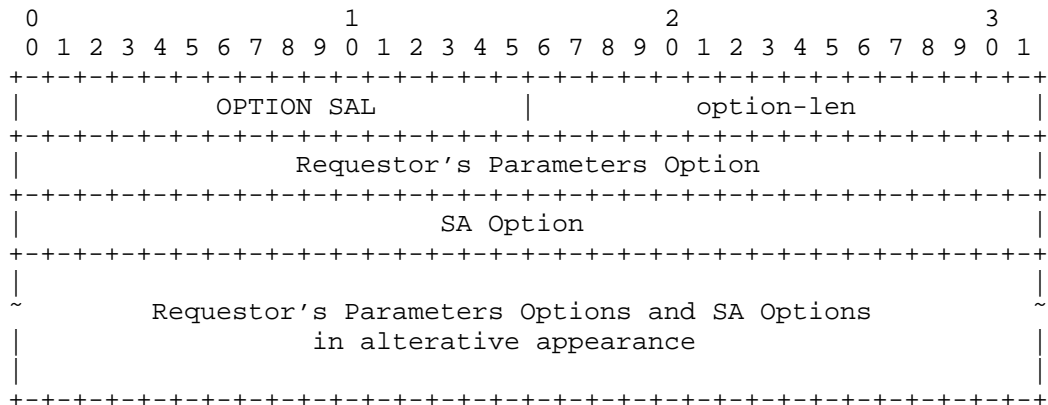 0                   1                   2                   3
 0 1 2 3 4 5 6 7 8 9 0 1 2 3 4 5 6 7 8 9 0 1 2 3 4 5 6 7 8 9 0 1
+-+-+-+-+-+-+-+-+-+-+-+-+-+-+-+-+-+-+-+-+-+-+-+-+-+-+-+-+-+-+-+-+
|            OPTION SAL         |          option-len           |
+-+-+-+-+-+-+-+-+-+-+-+-+-+-+-+-+-+-+-+-+-+-+-+-+-+-+-+-+-+-+-+-+
|                 Requestor's Parameters Option                 |
+-+-+-+-+-+-+-+-+-+-+-+-+-+-+-+-+-+-+-+-+-+-+-+-+-+-+-+-+-+-+-+-+
|                          SA Option                            |
+-+-+-+-+-+-+-+-+-+-+-+-+-+-+-+-+-+-+-+-+-+-+-+-+-+-+-+-+-+-+-+-+
|                                                               |
~        Requestor's Parameters Options and SA Options          ~
|                  in alterative appearance                     |
|                                                               |
+-+-+-+-+-+-+-+-+-+-+-+-+-+-+-+-+-+-+-+-+-+-+-+-+-+-+-+-+-+-+-+-+